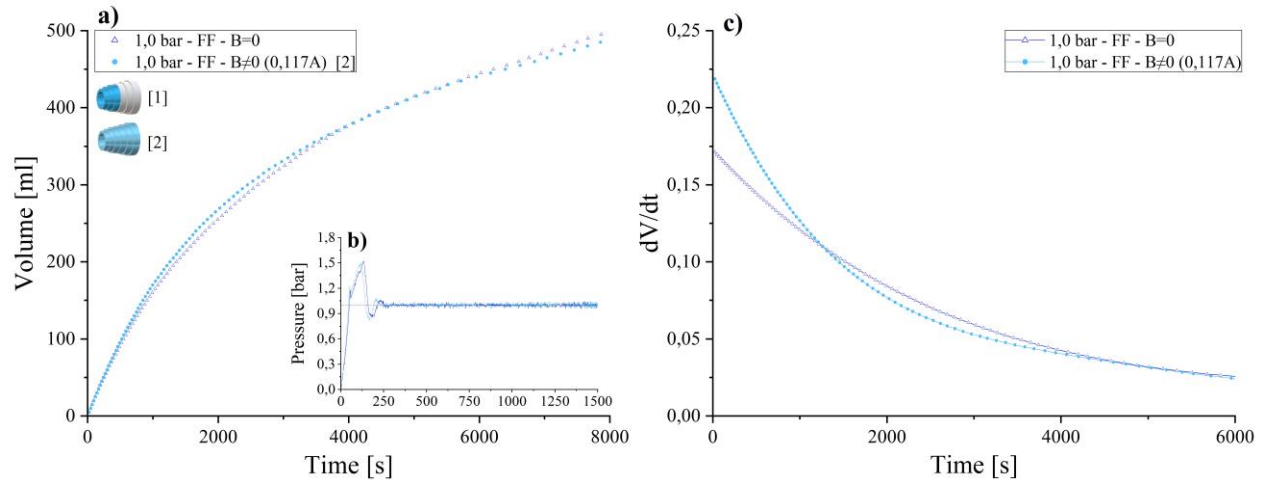 a)
1,0 bar - FF - B=0
1,0 bar - FF - B≠0 (0,117A) [2]
[1]
[2]
Volume [ml]
500
400
300
200
100
0
0 2000 4000 6000 8000
Time [s]
b)
Pressure [bar]
1,8
1,5
1,2
0,9
0,6
0,3
0,0
0 250 500 750 1000 1250 1500
c)
1,0 bar - FF - B=0
1,0 bar - FF - B≠0 (0,117A)
dV/dt
0,25
0,20
0,15
0,10
0,05
0,00
0 2000 4000 6000
Time [s]